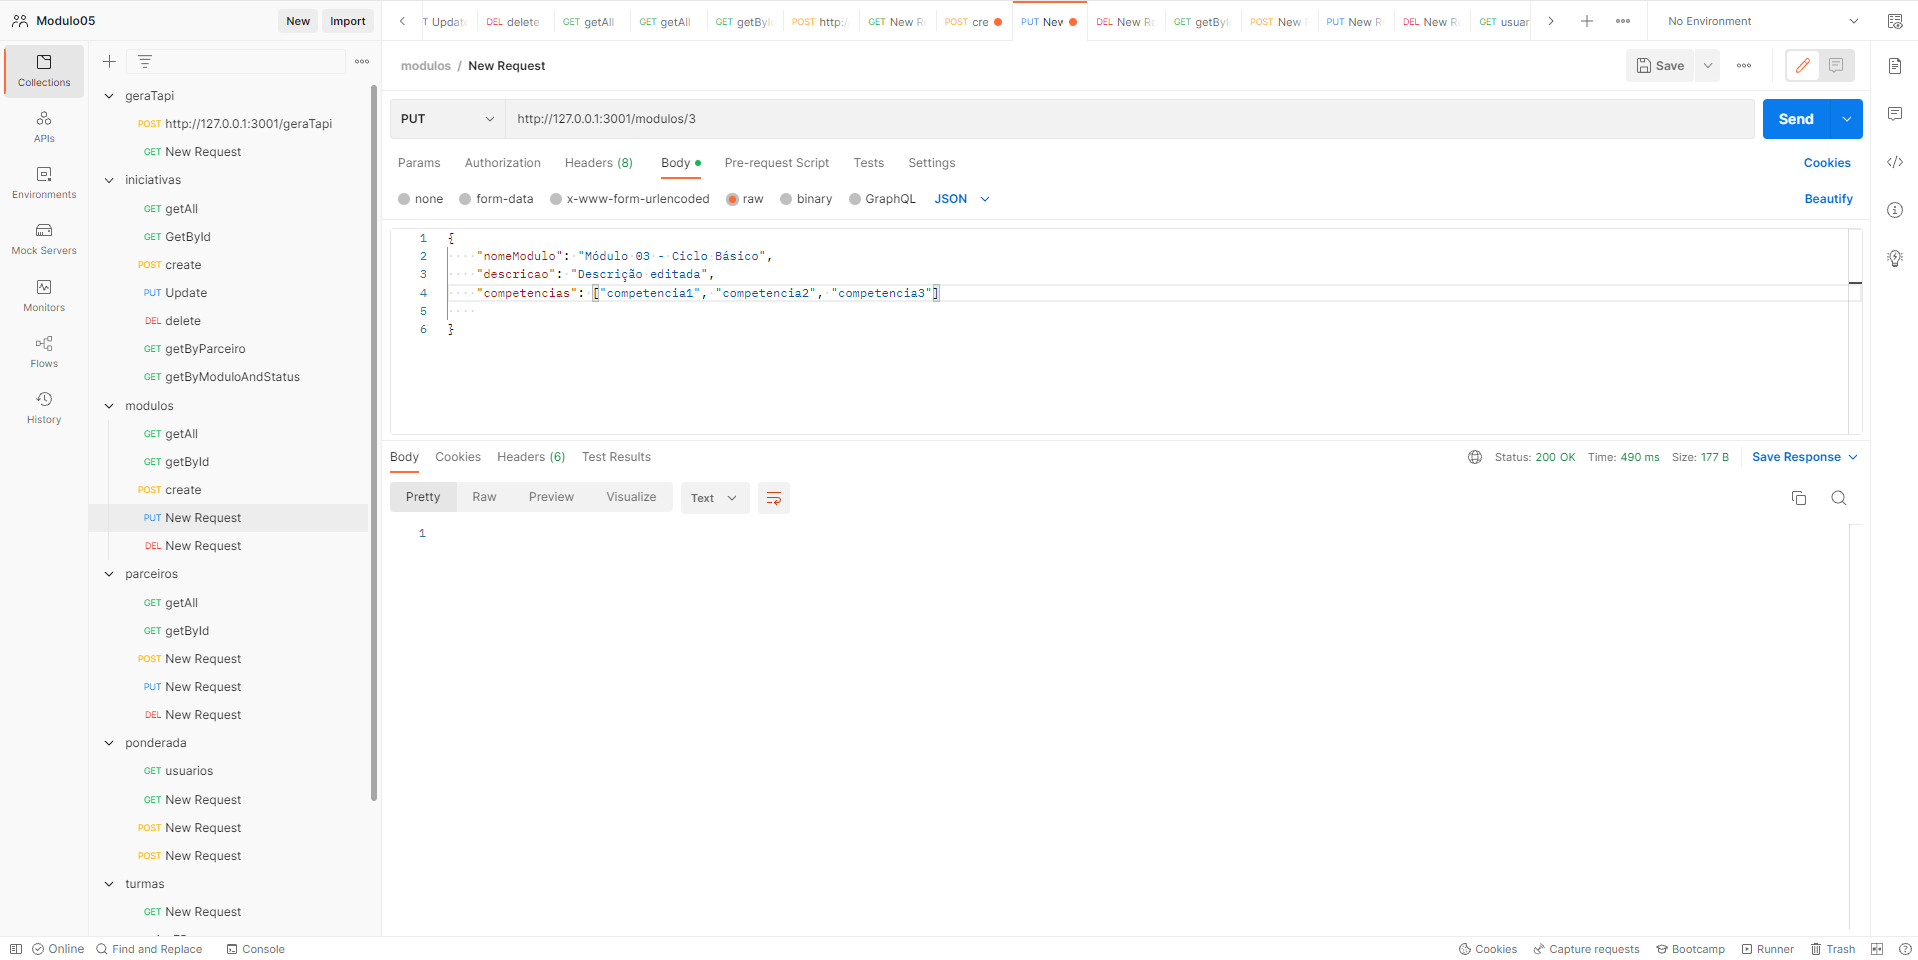 Modulo05
New
Import
Update
DEL delete
GET getAll
GET getAll
GET getById
POST http:/
GET New R
POST cre
PUT New
DEL New R
GET getByI
POST New
PUT New R
DEL New R
GET usuar
No Environment
Collections
APIs
Environments
Mock Servers
Monitors
Flows
History
geraTapi
POST http://127.0.0.1:3001/geraTapi
GET New Request
iniciativas
GET getAll
GET GetById
POST create
PUT Update
DEL delete
GET getByParceiro
GET getByModuloAndStatus
modulos
GET getAll
GET getById
POST create
PUT New Request
DEL New Request
parceiros
GET getAll
GET getById
POST New Request
PUT New Request
DEL New Request
ponderada
GET usuarios
GET New Request
POST New Request
POST New Request
turmas
GET New Request
modulos / New Request
Save
PUT
http://127.0.0.1:3001/modulos/3
Send
Params Authorization Headers (8) Body Pre-request Script Tests Settings
Cookies
none form-data x-www-form-urlencoded raw binary GraphQL JSON
Beautify
1 {
2 "nomeModulo": "Módulo 03 - Ciclo Básico",
3 "descricao": "Descrição editada",
4 "competencias": ["competencia1", "competencia2", "competencia3"]
5
6 }
Body Cookies Headers (6) Test Results
Status: 200 OK Time: 490 ms Size: 177 B
Save Response
Pretty Raw Preview Visualize Text
1
Online Find and Replace Console
Cookies Capture requests Bootcamp Runner Trash